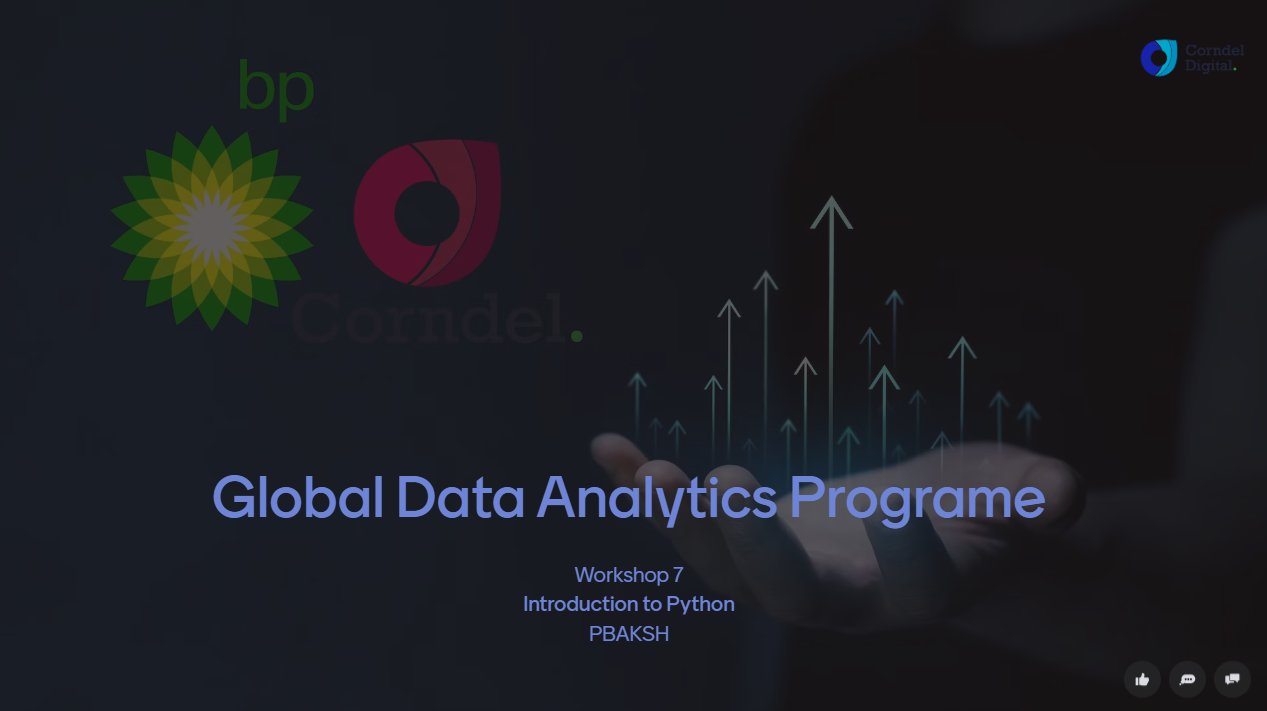 bp
Corndel
Digital.
Corndel.
Global Data Analytics Programe
Workshop 7
Introduction to Python
PBAKSH